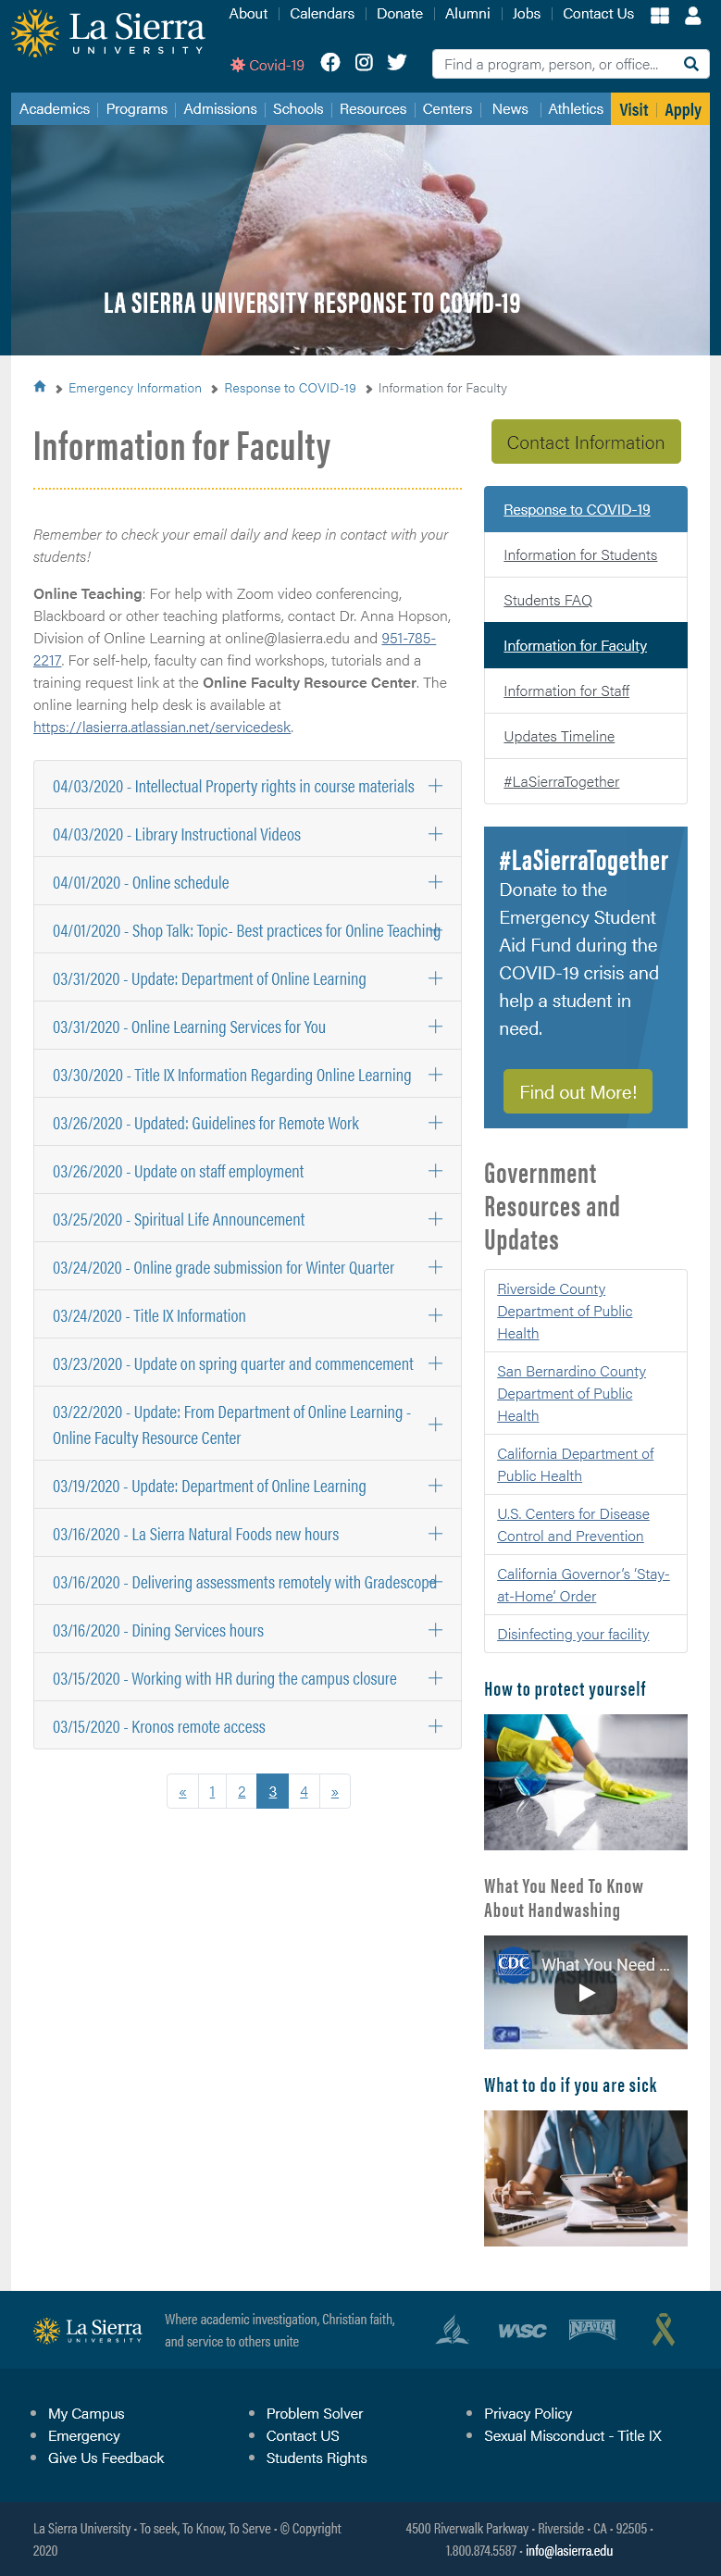 La Sierra
UNIVERSITY
About | Calendars | Donate | Alumni | Jobs | Contact Us
Covid-19
Find a program, person, or office...
Academics | Programs | Admissions | Schools | Resources | Centers | News | Athletics
Visit | Apply
LA SIERRA UNIVERSITY RESPONSE TO COVID-19
Emergency Information > Response to COVID-19 > Information for Faculty
Information for Faculty
Remember to check your email daily and keep in contact with your
students!
Online Teaching: For help with Zoom video conferencing,
Blackboard or other teaching platforms, contact Dr. Anna Hopson,
Division of Online Learning at online@lasierra.edu and 951-785-
2217. For self-help, faculty can find workshops, tutorials and a
training request link at the Online Faculty Resource Center. The
online learning help desk is available at
https://lasierra.atlassian.net/servicedesk.
04/03/2020 - Intellectual Property rights in course materials
04/03/2020 - Library Instructional Videos
04/01/2020 - Online schedule
04/01/2020 - Shop Talk: Topic- Best practices for Online Teaching
03/31/2020 - Update: Department of Online Learning
03/31/2020 - Online Learning Services for You
03/30/2020 - Title IX Information Regarding Online Learning
03/26/2020 - Updated: Guidelines for Remote Work
03/26/2020 - Update on staff employment
03/25/2020 - Spiritual Life Announcement
03/24/2020 - Online grade submission for Winter Quarter
03/24/2020 - Title IX Information
03/23/2020 - Update on spring quarter and commencement
03/22/2020 - Update: From Department of Online Learning -
Online Faculty Resource Center
03/19/2020 - Update: Department of Online Learning
03/16/2020 - La Sierra Natural Foods new hours
03/16/2020 - Delivering assessments remotely with Gradescope
03/16/2020 - Dining Services hours
03/15/2020 - Working with HR during the campus closure
03/15/2020 - Kronos remote access
« 1 2 3 4 »
Contact Information
Response to COVID-19
Information for Students
Students FAQ
Information for Faculty
Information for Staff
Updates Timeline
#LaSierraTogether
#LaSierraTogether
Donate to the
Emergency Student
Aid Fund during the
COVID-19 crisis and
help a student in
need.
Find out More!
Government
Resources and
Updates
Riverside County
Department of Public
Health
San Bernardino County
Department of Public
Health
California Department of
Public Health
U.S. Centers for Disease
Control and Prevention
California Governor's 'Stay-
at-Home' Order
Disinfecting your facility
How to protect yourself
What You Need To Know
About Handwashing
CDC
What You Need ...
HANDWASHING
What to do if you are sick
La Sierra
UNIVERSITY
Where academic investigation, Christian faith,
and service to others unite
WASC
My Campus
Emergency
Give Us Feedback
Problem Solver
Contact US
Students Rights
Privacy Policy
Sexual Misconduct - Title IX
La Sierra University · To seek, To Know, To Serve · © Copyright
2020
4500 Riverwalk Parkway · Riverside · CA · 92505 ·
1.800.874.5587 · info@lasierra.edu